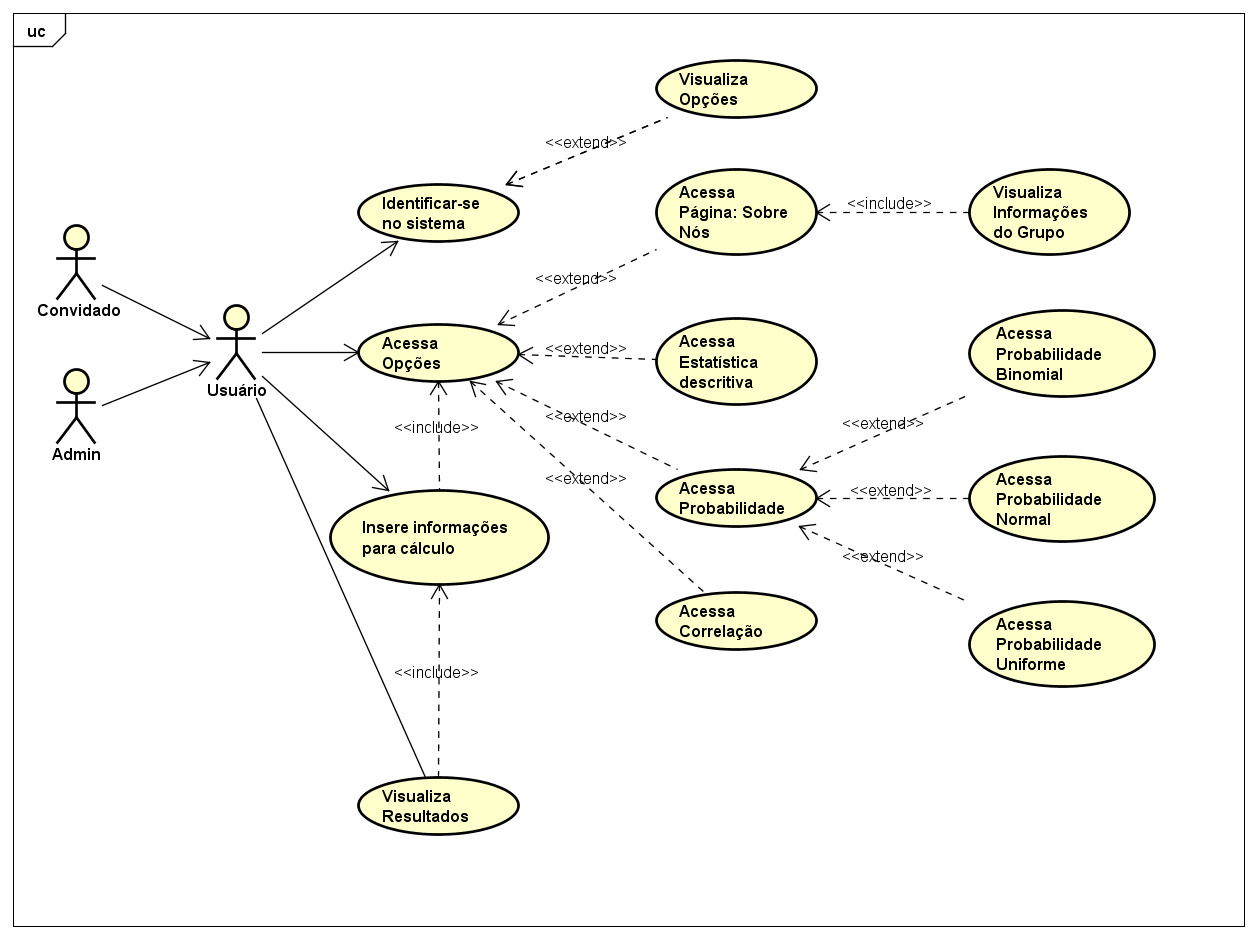 uc
Visualiza
Opções
<<extend>>
Identificar-se
no sistema
Acessa
Página: Sobre
Nós
<<include>>
Visualiza
Informações
do Grupo
Convidado
<<extend>>
Usuário
Acessa
Opções
<<extend>>
Acessa
Estatística
descritiva
Acessa
Probabilidade
Binomial
Admin
<<include>>
<<extend>>
<<extend>>
<<extend>>
Acessa
Probabilidade
<<extend>>
Acessa
Probabilidade
Normal
Insere informações
para cálculo
<<extend>>
Acessa
Correlação
Acessa
Probabilidade
Uniforme
<<include>>
Visualiza
Resultados